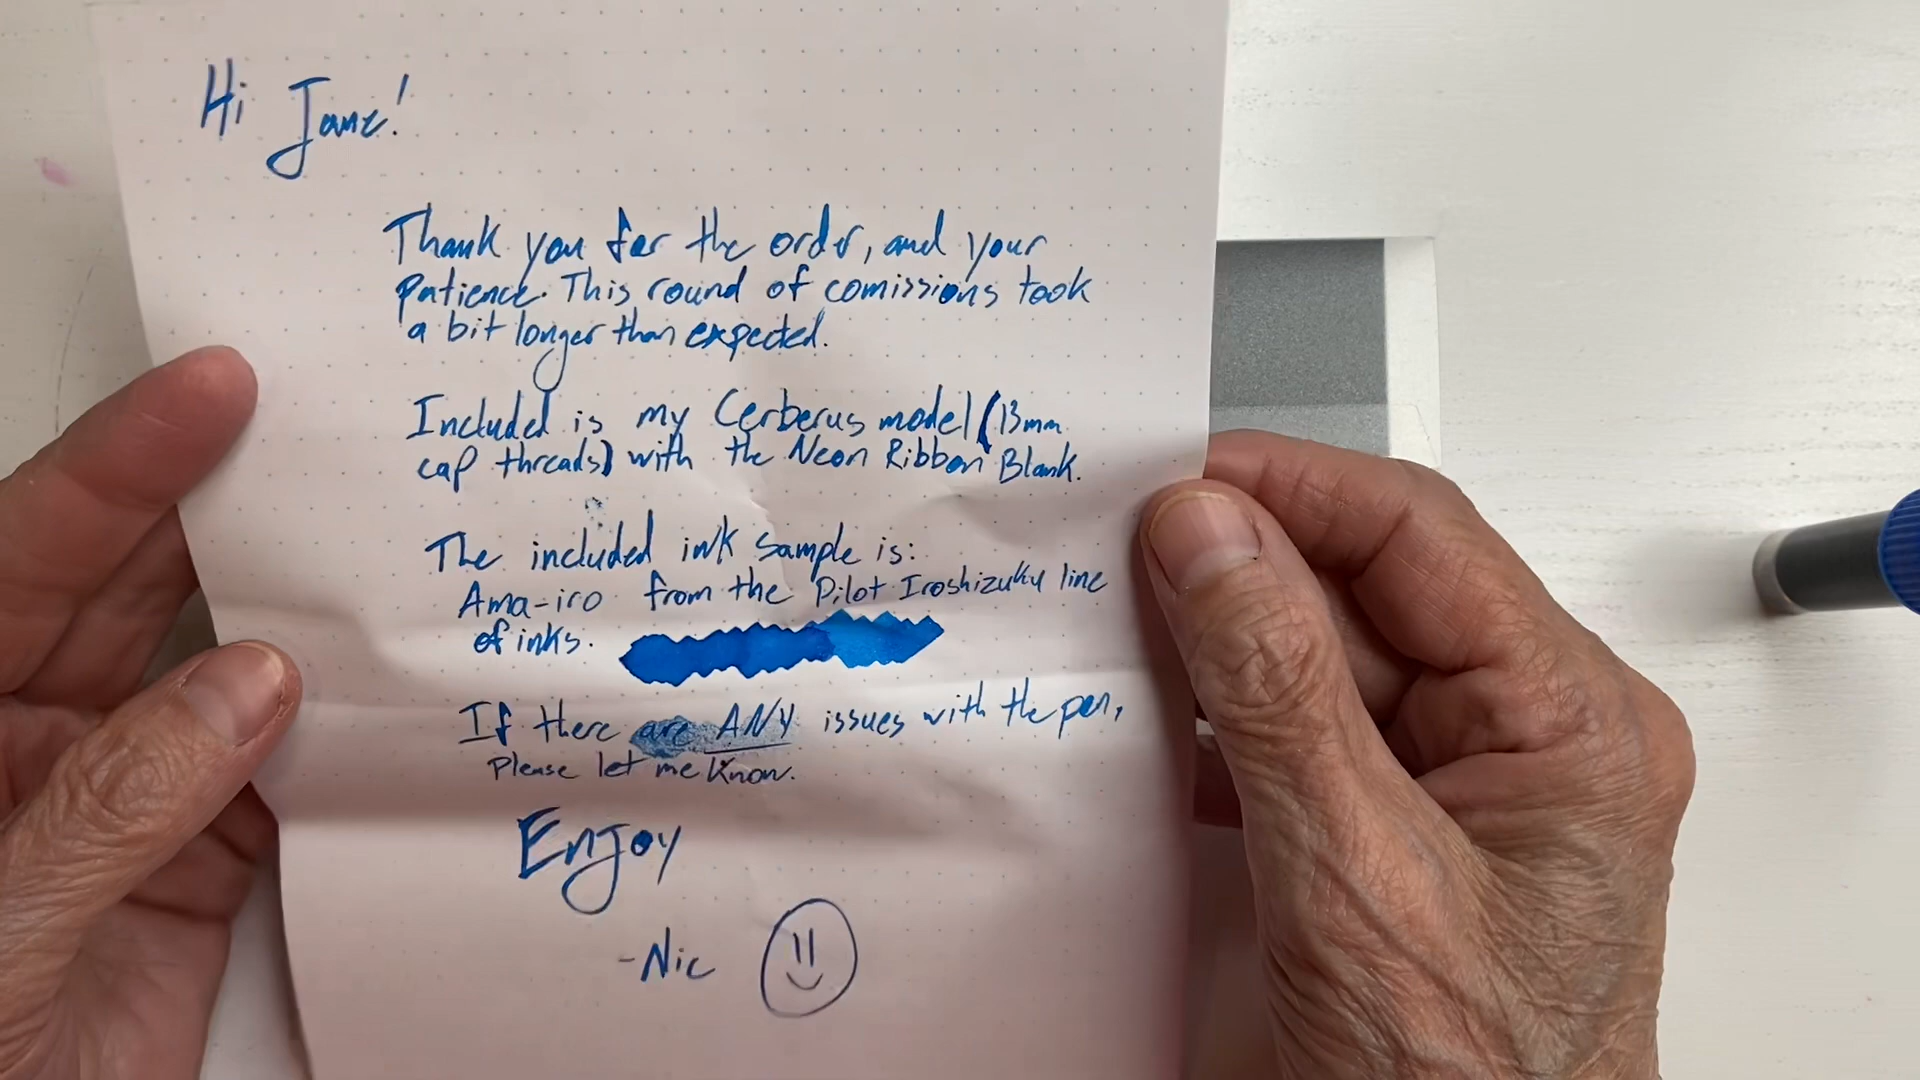 Hi Jane!
Thank you for the order, and your
patience. This round of comissions took
a bit longer than expected.
Included is my Cerberus model (13mm
cap threads) with the Neon Ribbon Blank.
The included ink sample is:
Ama-iro from the Pilot Iroshizuku line
of inks.
If there are ANY issues with the pen,
please let me know.
Enjoy
-Nic